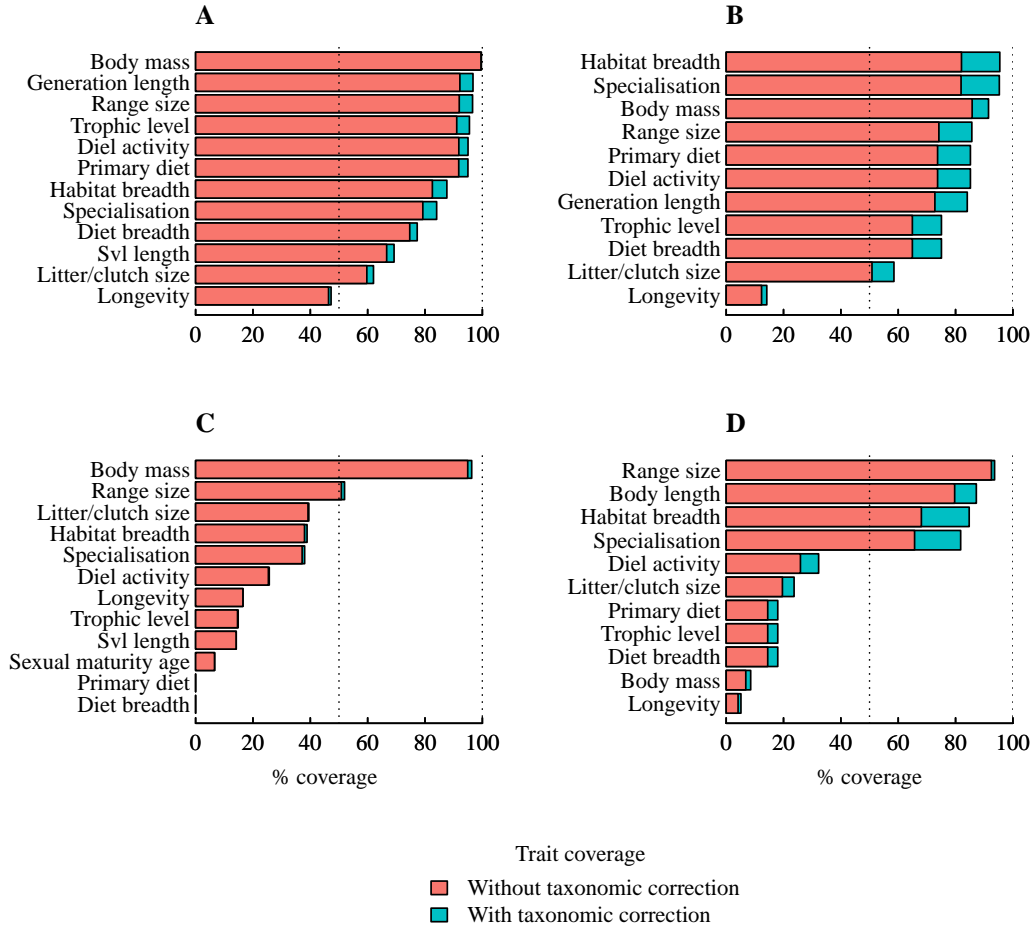 A
Body mass
Generation length
Range size
Trophic level
Diel activity
Primary diet
Habitat breadth
Specialisation
Diet breadth
Svl length
Litter/clutch size
Longevity
0 20 40 60 80 100
B
Habitat breadth
Specialisation
Body mass
Range size
Primary diet
Diel activity
Generation length
Trophic level
Diet breadth
Litter/clutch size
Longevity
0 20 40 60 80 100
C
Body mass
Range size
Litter/clutch size
Habitat breadth
Specialisation
Diel activity
Longevity
Trophic level
Svl length
Sexual maturity age
Primary diet
Diet breadth
0 20 40 60 80 100
% coverage
D
Range size
Body length
Habitat breadth
Specialisation
Diel activity
Litter/clutch size
Primary diet
Trophic level
Diet breadth
Body mass
Longevity
0 20 40 60 80 100
% coverage
Trait coverage
Without taxonomic correction
With taxonomic correction